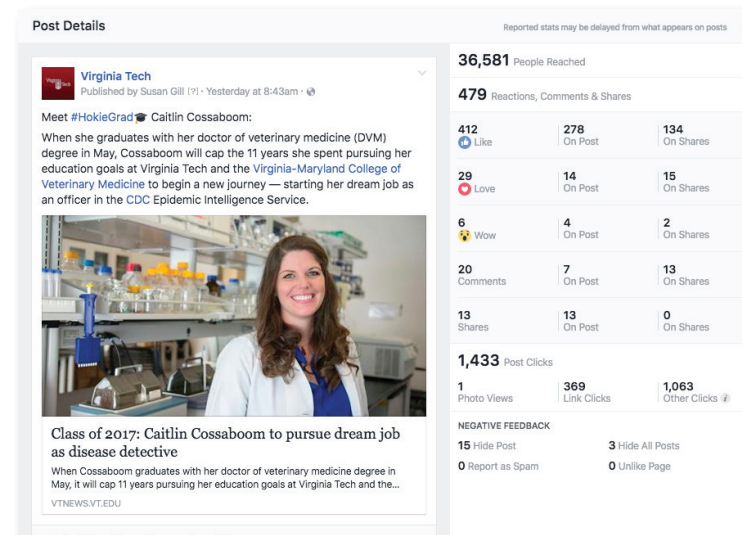 Post Details
Reported stats may be delayed from what appears on posts
Virginia Tech
Published by Susan Gill [?] · Yesterday at 8:43am ·
Meet #HokieGrad🎓 Caitlin Cossaboom:
When she graduates with her doctor of veterinary medicine (DVM)
degree in May, Cossaboom will cap the 11 years she spent pursuing her
education goals at Virginia Tech and the Virginia-Maryland College of
Veterinary Medicine to begin a new journey — starting her dream job as
an officer in the CDC Epidemic Intelligence Service.
Class of 2017: Caitlin Cossaboom to pursue dream job
as disease detective
When Cossaboom graduates with her doctor of veterinary medicine degree in
May, it will cap 11 years pursuing her education goals at Virginia Tech and the...
VTNEWS.VT.EDU
36,581 People Reached
479 Reactions, Comments & Shares
412 278 134
Like On Post On Shares
29 14 15
Love On Post On Shares
6 4 2
Wow On Post On Shares
20 7 13
Comments On Post On Shares
13 13 0
Shares On Post On Shares
1,433 Post Clicks
1 369 1,063
Photo Views Link Clicks Other Clicks i
NEGATIVE FEEDBACK
15 Hide Post 3 Hide All Posts
0 Report as Spam 0 Unlike Page